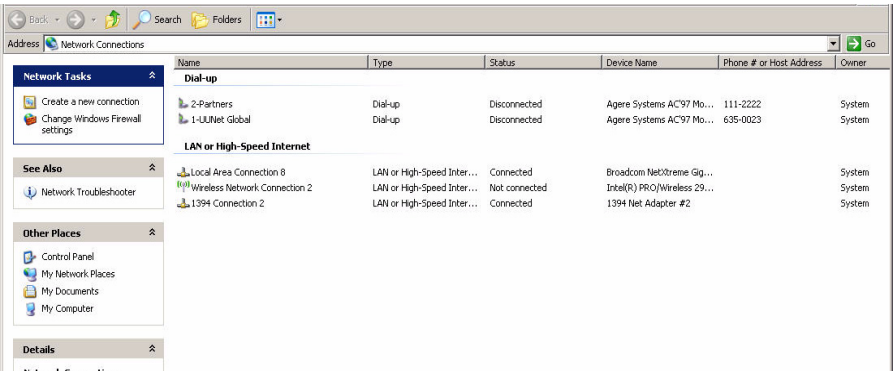 Back Search Folders
Address Network Connections Go
Network Tasks
Create a new connection
Change Windows Firewall
settings
See Also
Network Troubleshooter
Other Places
Control Panel
My Network Places
My Documents
My Computer
Details
Name Type Status Device Name Phone # or Host Address Owner
Dial-up
2-Partners Dial-up Disconnected Agere Systems AC'97 Mo... 111-2222 System
1-UUNet Global Dial-up Disconnected Agere Systems AC'97 Mo... 635-0023 System
LAN or High-Speed Internet
Local Area Connection 8 LAN or High-Speed Inter... Connected Broadcom NetXtreme Gig... System
Wireless Network Connection 2 LAN or High-Speed Inter... Not connected Intel(R) PRO/Wireless 29... System
1394 Connection 2 LAN or High-Speed Inter... Connected 1394 Net Adapter #2 System